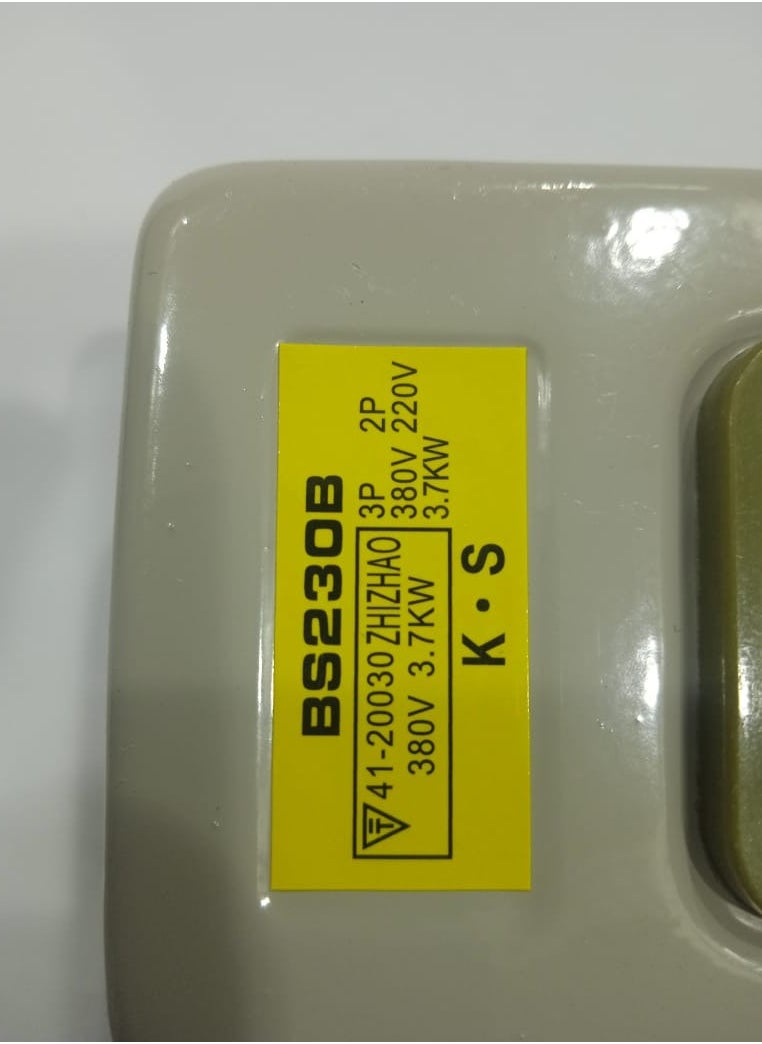 BS230B
41-20030 ZHIZHAO
380V 3.7KW
3P 2P
380V 220V
3.7KW
K·S